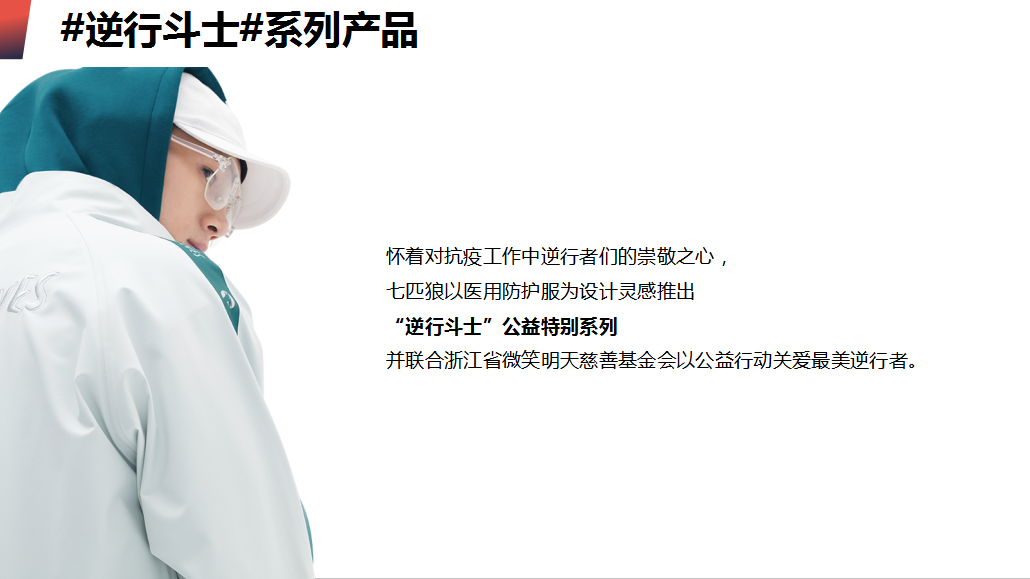 #逆行斗士#系列产品
怀着对抗疫工作中逆行者们的崇敬之心，
七匹狼以医用防护服为设计灵感推出
“逆行斗士”公益特别系列
并联合浙江省微笑明天慈善基金会以公益行动关爱最美逆行者。